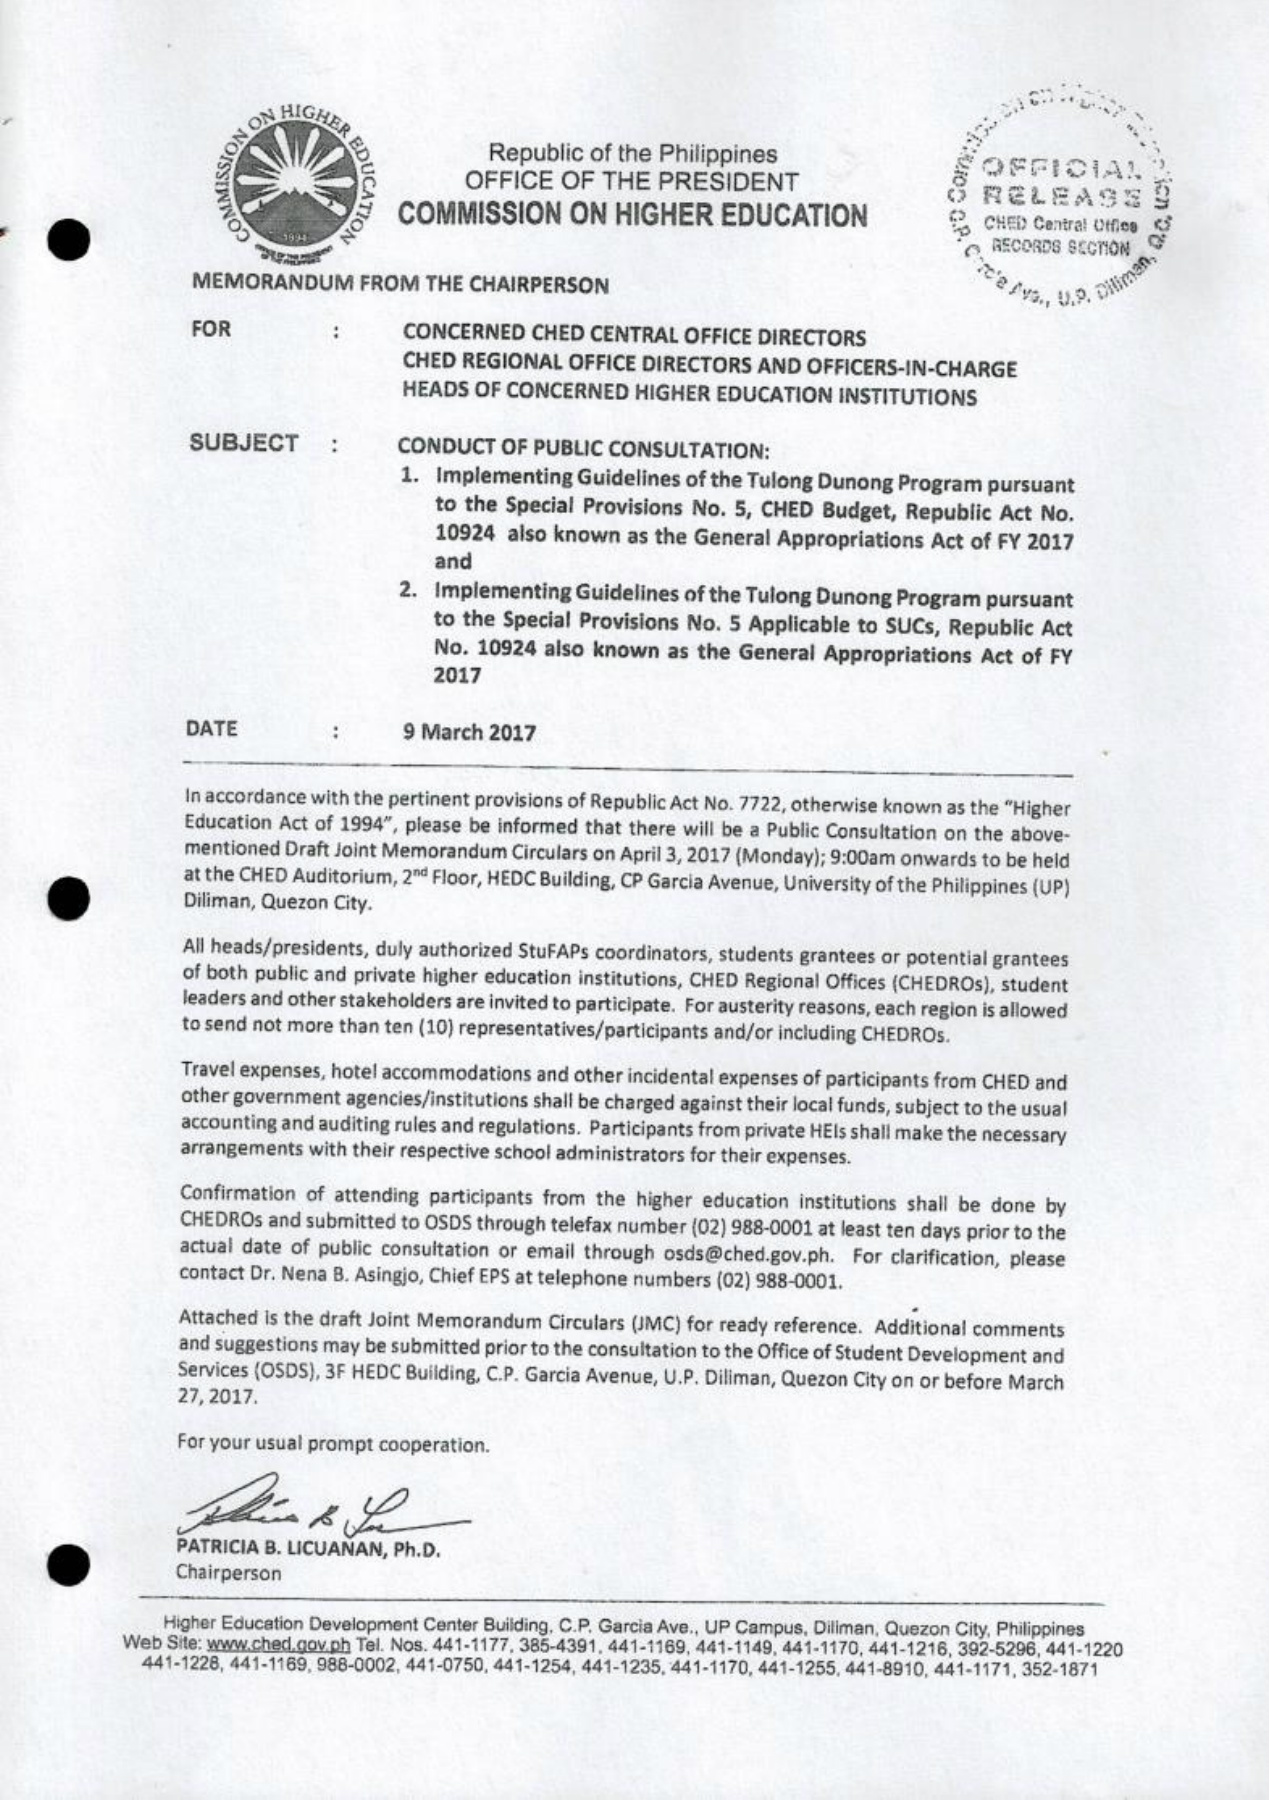 COMMISSION ON HIGHER EDUCATION
1994
OFFICE OF THE PRESIDENT
OF THE PHILIPPINES
Republic of the Philippines
OFFICE OF THE PRESIDENT
COMMISSION ON HIGHER EDUCATION
OFFICIAL
RELEASE
CHED Central Office
RECORDS SECTION
Ave., U.P. Diliman,
MEMORANDUM FROM THE CHAIRPERSON
FOR : CONCERNED CHED CENTRAL OFFICE DIRECTORS
CHED REGIONAL OFFICE DIRECTORS AND OFFICERS-IN-CHARGE
HEADS OF CONCERNED HIGHER EDUCATION INSTITUTIONS
SUBJECT : CONDUCT OF PUBLIC CONSULTATION:
1. Implementing Guidelines of the Tulong Dunong Program pursuant
to the Special Provisions No. 5, CHED Budget, Republic Act No.
10924 also known as the General Appropriations Act of FY 2017
and
2. Implementing Guidelines of the Tulong Dunong Program pursuant
to the Special Provisions No. 5 Applicable to SUCs, Republic Act
No. 10924 also known as the General Appropriations Act of FY
2017
DATE : 9 March 2017
In accordance with the pertinent provisions of Republic Act No. 7722, otherwise known as the "Higher
Education Act of 1994", please be informed that there will be a Public Consultation on the above-
mentioned Draft Joint Memorandum Circulars on April 3, 2017 (Monday); 9:00am onwards to be held
at the CHED Auditorium, 2nd Floor, HEDC Building, CP Garcia Avenue, University of the Philippines (UP)
Diliman, Quezon City.
All heads/presidents, duly authorized StuFAPs coordinators, students grantees or potential grantees
of both public and private higher education institutions, CHED Regional Offices (CHEDROs), student
leaders and other stakeholders are invited to participate. For austerity reasons, each region is allowed
to send not more than ten (10) representatives/participants and/or including CHEDROs.
Travel expenses, hotel accommodations and other incidental expenses of participants from CHED and
other government agencies/institutions shall be charged against their local funds, subject to the usual
accounting and auditing rules and regulations. Participants from private HEIs shall make the necessary
arrangements with their respective school administrators for their expenses.
Confirmation of attending participants from the higher education institutions shall be done by
CHEDROs and submitted to OSDS through telefax number (02) 988-0001 at least ten days prior to the
actual date of public consultation or email through osds@ched.gov.ph. For clarification, please
contact Dr. Nena B. Asingjo, Chief EPS at telephone numbers (02) 988-0001.
Attached is the draft Joint Memorandum Circulars (JMC) for ready reference. Additional comments
and suggestions may be submitted prior to the consultation to the Office of Student Development and
Services (OSDS), 3F HEDC Building, C.P. Garcia Avenue, U.P. Diliman, Quezon City on or before March
27, 2017.
For your usual prompt cooperation.
PATRICIA B. LICUANAN, Ph.D.
Chairperson
Higher Education Development Center Building, C.P. Garcia Ave., UP Campus, Diliman, Quezon City, Philippines
Web Site: www.ched.gov.ph Tel. Nos. 441-1177, 385-4391, 441-1169, 441-1149, 441-1170, 441-1216, 392-5296, 441-1220
441-1228, 441-1169, 988-0002, 441-0750, 441-1254, 441-1235, 441-1170, 441-1255, 441-8910, 441-1171, 352-1871